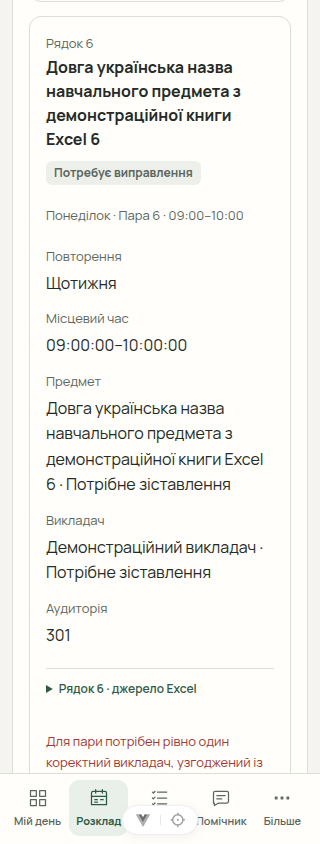 Рядок 6
Довга українська назва
навчального предмета з
демонстраційної книги
Excel 6
Потребує виправлення
Понеділок · Пара 6 · 09:00–10:00
Повторення
Щотижня
Місцевий час
09:00:00–10:00:00
Предмет
Довга українська назва
навчального предмета з
демонстраційної книги Excel
6 · Потрібне зіставлення
Викладач
Демонстраційний викладач ·
Потрібне зіставлення
Аудиторія
301
Рядок 6 · джерело Excel
Для пари потрібен рівно один
коректний викладач, узгоджений із
Мій день Розклад Помічник Більше